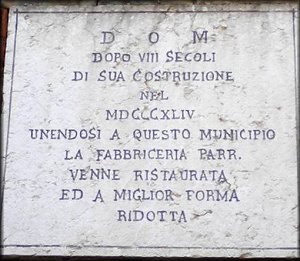 D O M
DOPO VIII SECOLI
DI SUA COSTRUZIONE
NEL
MDCCCXLIV
UNENDOSI A QUESTO MUNICIPIO
LA FABBRICERIA PARR.
VENNE RISTAURATA
ED A MIGLIOR FORMA
RIDOTTA